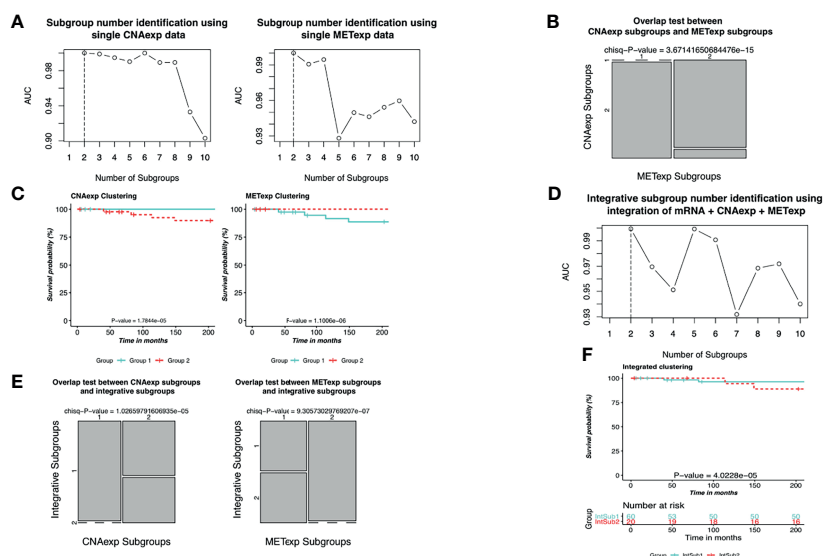 A
Subgroup number identification using
single CNAexp data
Subgroup number identification using
single METexp data
AUC
0.98
0.94
0.90
1 2 3 4 5 6 7 8 9 10
Number of Subgroups
AUC
0.99
0.96
0.93
1 2 3 4 5 6 7 8 9 10
Number of Subgroups
B
Overlap test between
CNAexp subgroups and METexp subgroups
chisq-P-value = 3.67141650684476e-15
1 2
CNAexp Subgroups
1
2
METexp Subgroups
C
CNAexp Clustering
Survival probability (%)
100
75
50
25
0
P-value = 1.7844e-05
0 50 100 150 200
Time in months
Group Group 1 Group 2
METexp Clustering
Survival probability (%)
100
75
50
25
0
P-value = 1.1006e-06
0 50 100 150 200
Time in months
Group Group 1 Group 2
D
Integrative subgroup number identification using
integration of mRNA + CNAexp + METexp
AUC
0.99
0.97
0.95
0.93
1 2 3 4 5 6 7 8 9 10
Number of Subgroups
E
Overlap test between CNAexp subgroups
and integrative subgroups
chisq-P-value = 1.02659791606935e-05
1 2
Integrative Subgroups
1
2
CNAexp Subgroups
Overlap test between METexp subgroups
and integrative subgroups
chisq-P-value = 9.30573029769207e-07
1 2
Integrative Subgroups
1
2
METexp Subgroups
F
Integrated clustering
Survival probability (%)
100
75
50
25
0
P-value = 4.0228e-05
0 50 100 150 200
Time in months
Number at risk
Group
IntSub1 60 53 50 50 50
IntSub2 20 19 18 16 16
0 50 100 150 200
Time in months
Group IntSub1 IntSub2